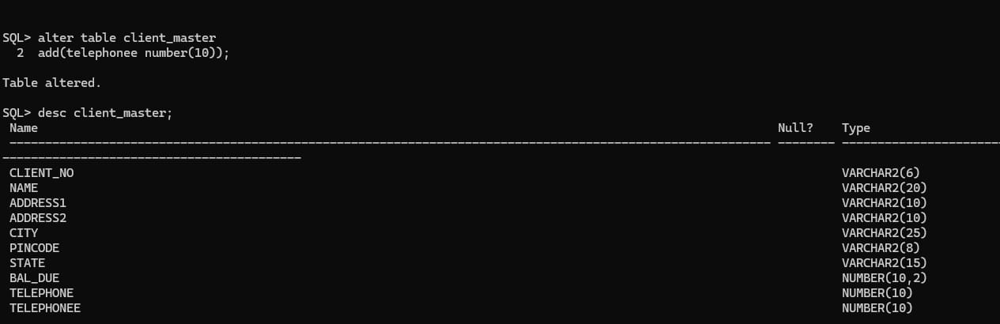 SQL> alter table client_master
2 add(telephonee number(10));
Table altered.
SQL> desc client_master;
Name Null? Type
----------------------------------------------------------------------------------------------------------- -------- ----------------------
------------------------------------------
CLIENT_NO VARCHAR2(6)
NAME VARCHAR2(20)
ADDRESS1 VARCHAR2(10)
ADDRESS2 VARCHAR2(10)
CITY VARCHAR2(25)
PINCODE VARCHAR2(8)
STATE VARCHAR2(15)
BAL_DUE NUMBER(10,2)
TELEPHONE NUMBER(10)
TELEPHONEE NUMBER(10)